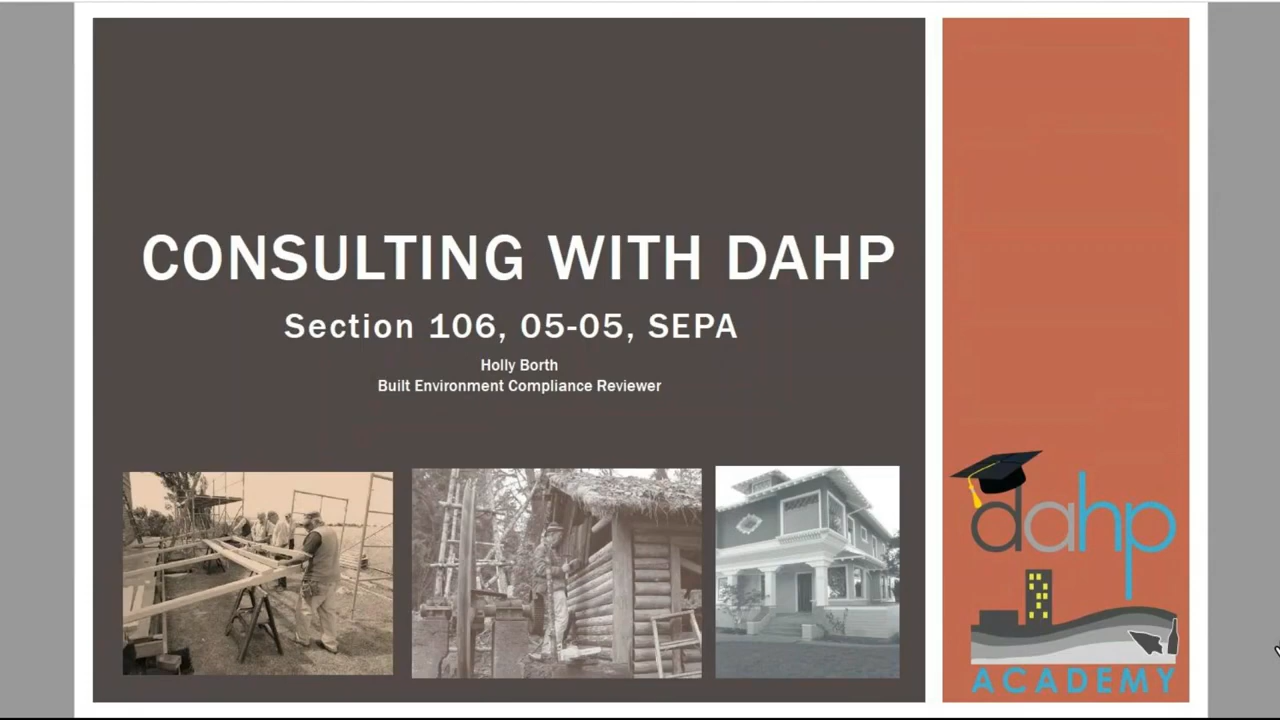 CONSULTING WITH DAHP
Section 106, 05-05, SEPA
Holly Borth
Built Environment Compliance Reviewer
dahp
ACADEMY